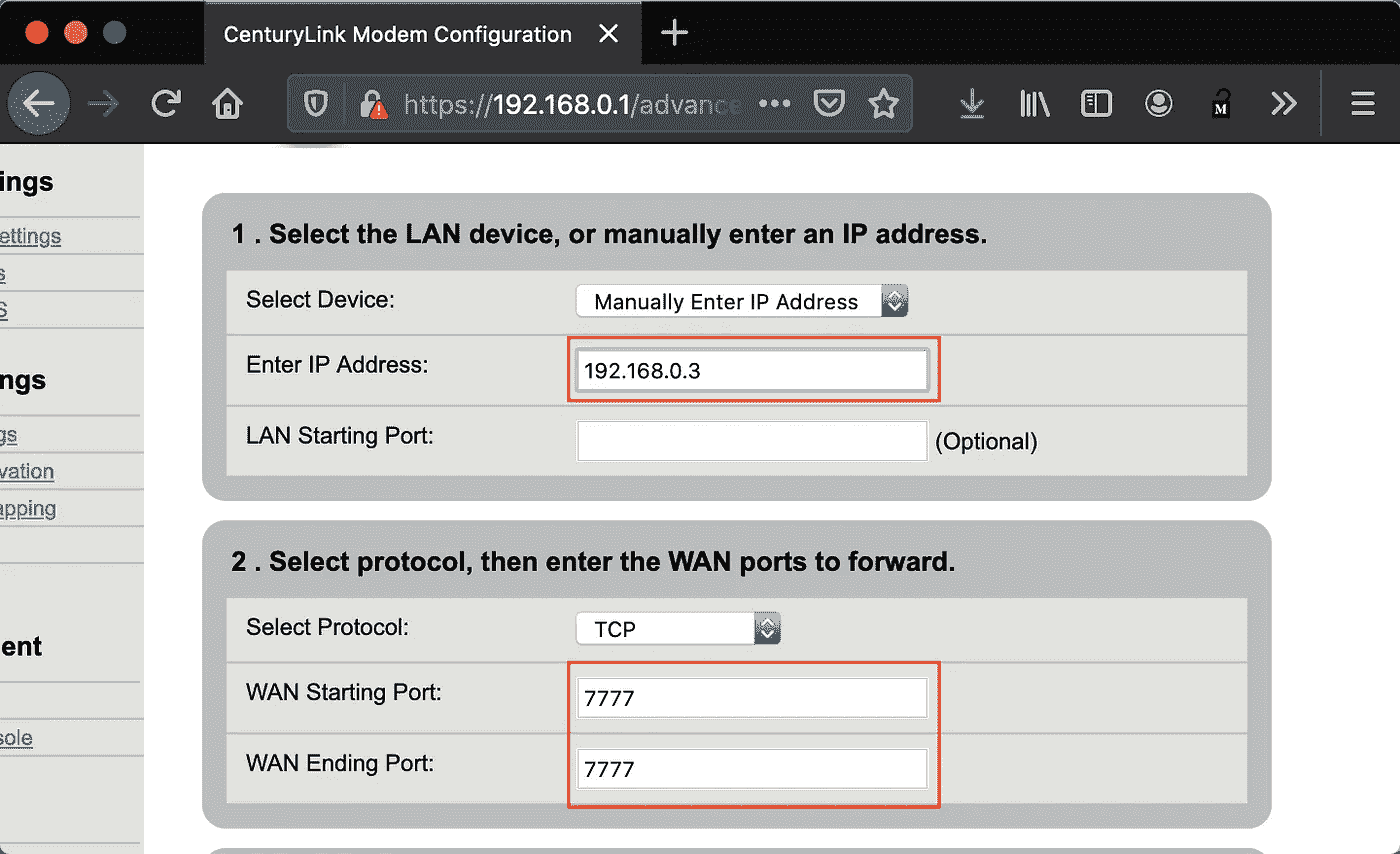 CenturyLink Modem Configuration
https://192.168.0.1/advance
M
ings
ettings
s
S
ngs
gs
vation
apping
ent
sole
1 . Select the LAN device, or manually enter an IP address.
Select Device: Manually Enter IP Address
Enter IP Address: 192.168.0.3
LAN Starting Port: (Optional)
2 . Select protocol, then enter the WAN ports to forward.
Select Protocol: TCP
WAN Starting Port: 7777
WAN Ending Port: 7777